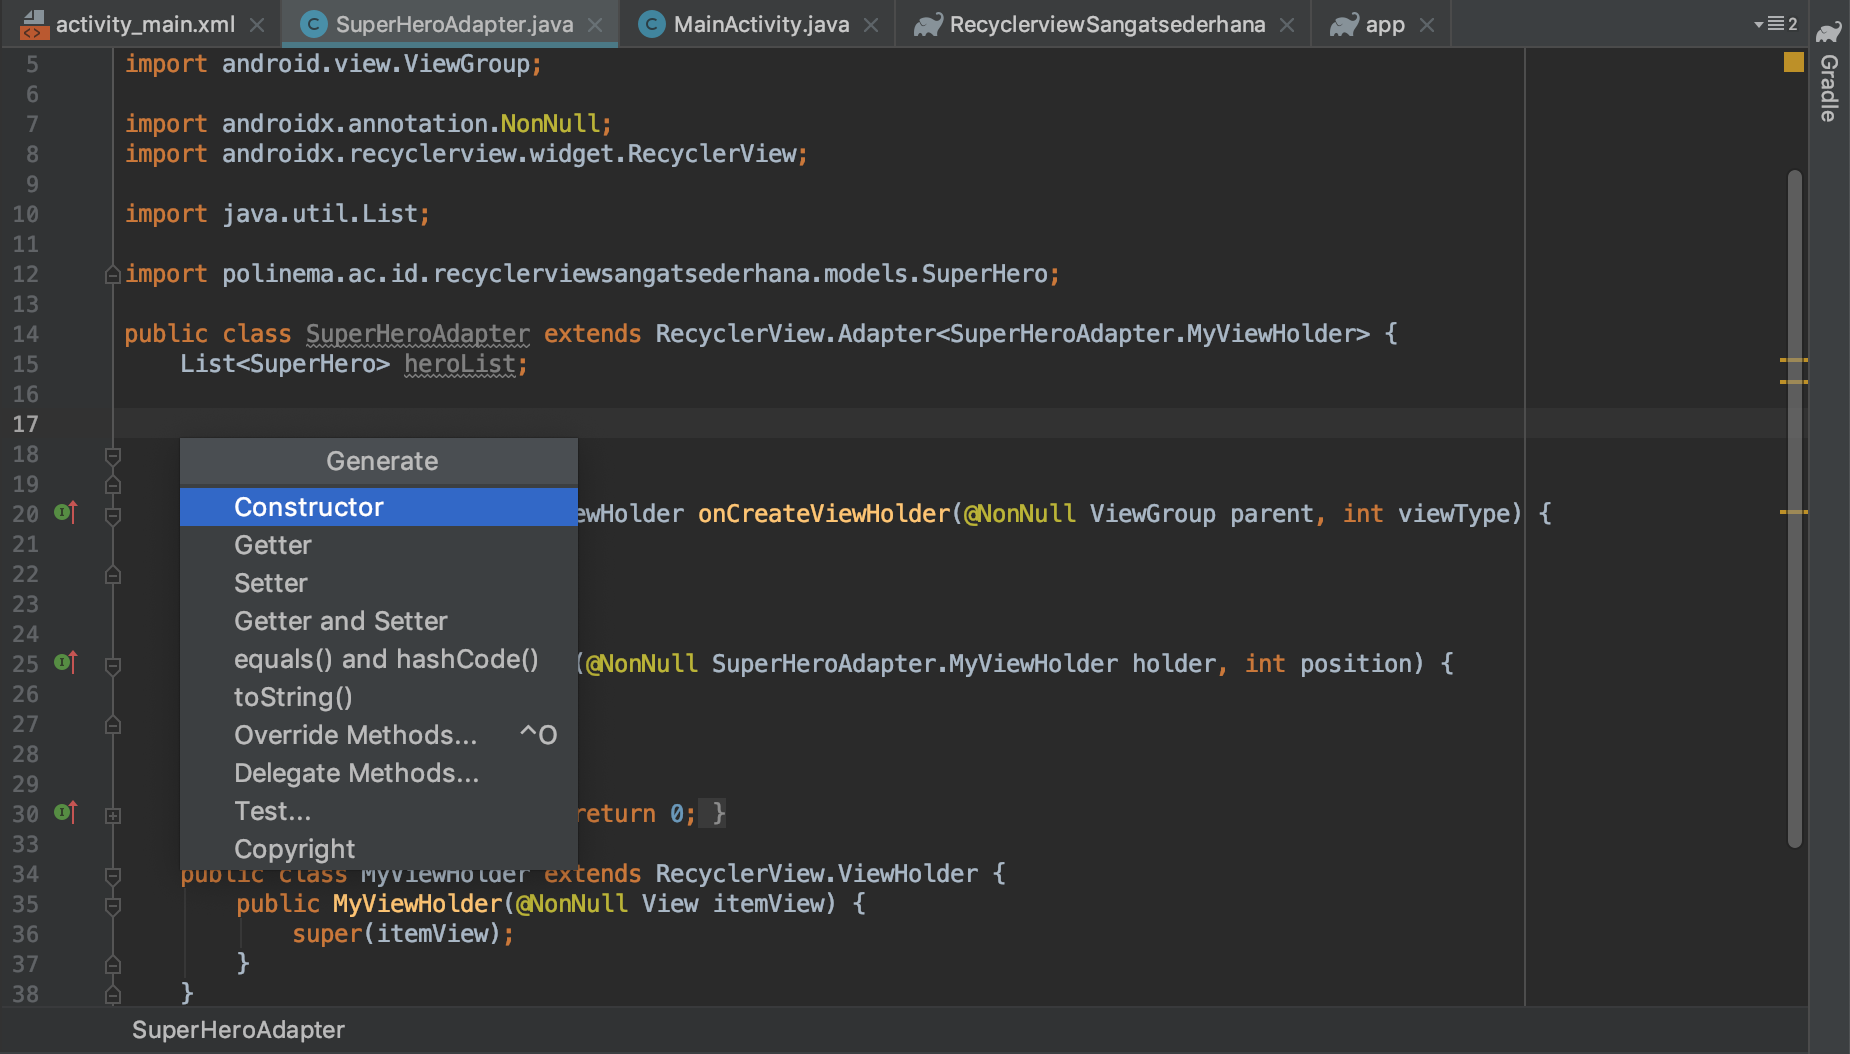 activity_main.xml SuperHeroAdapter.java MainActivity.java RecyclerviewSangatsederhana app 2
Gradle
5 import android.view.ViewGroup;
6
7 import androidx.annotation.NonNull;
8 import androidx.recyclerview.widget.RecyclerView;
9
10 import java.util.List;
11
12 import polinema.ac.id.recyclerviewsangatsederhana.models.SuperHero;
13
14 public class SuperHeroAdapter extends RecyclerView.Adapter<SuperHeroAdapter.MyViewHolder> {
15 List<SuperHero> heroList;
16
17
18 Generate
19 Constructor
20 ewHolder onCreateViewHolder(@NonNull ViewGroup parent, int viewType) {
21 Getter
22 Setter
23 Getter and Setter
24 equals() and hashCode()
25 (@NonNull SuperHeroAdapter.MyViewHolder holder, int position) {
26 toString()
27 Override Methods... ^O
28 Delegate Methods...
29 Test...
30 return 0; }
33 Copyright
34 public class MyViewHolder extends RecyclerView.ViewHolder {
35 public MyViewHolder(@NonNull View itemView) {
36 super(itemView);
37 }
38 }
SuperHeroAdapter